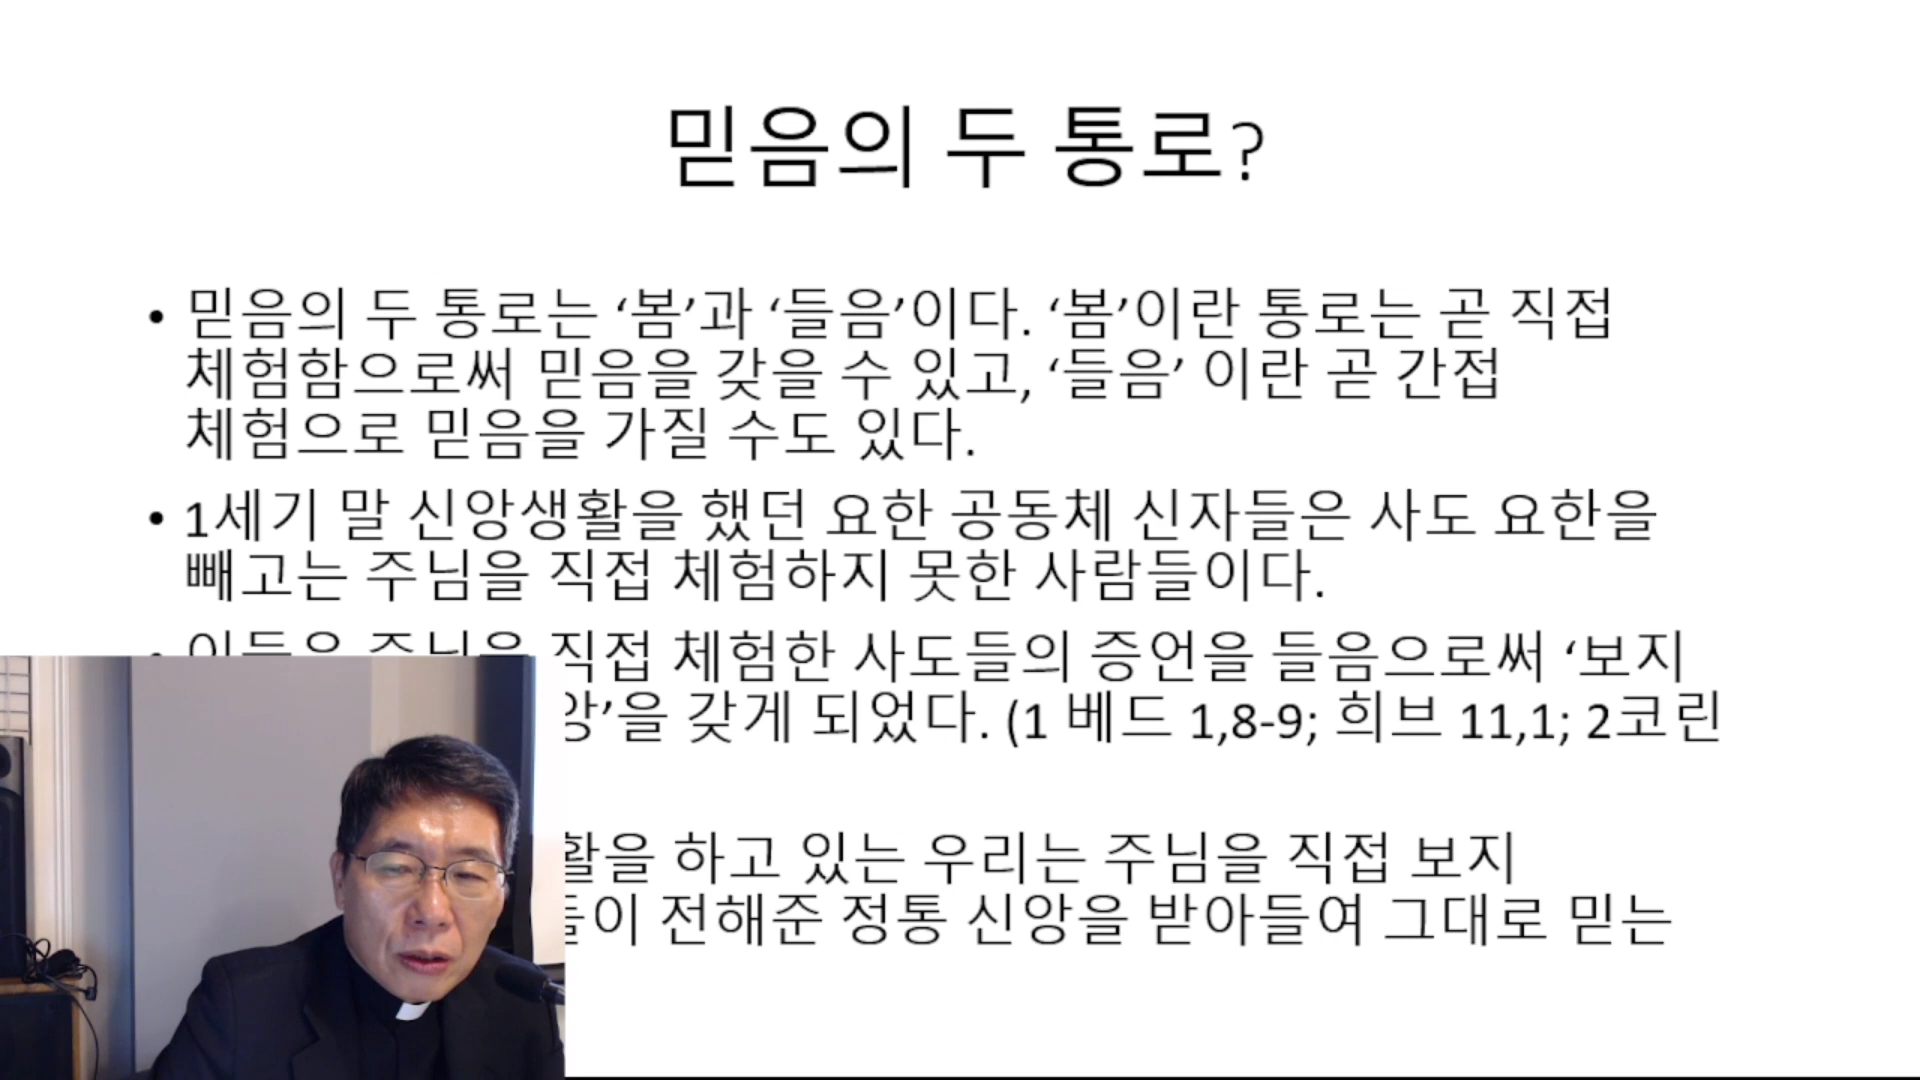 믿음의 두 통로?
• 믿음의 두 통로는 ‘봄’과 ‘들음’이다. ‘봄’이란 통로는 곧 직접
체험함으로써 믿음을 갖을 수 있고, ‘들음’ 이란 곧 간접
체험으로 믿음을 가질 수도 있다.
• 1세기 말 신앙생활을 했던 요한 공동체 신자들은 사도 요한을
빼고는 주님을 직접 체험하지 못한 사람들이다.
직접 체험한 사도들의 증언을 들음으로써 ‘보지
앙’을 갖게 되었다. (1 베드 1,8-9; 희브 11,1; 2코린
활을 하고 있는 우리는 주님을 직접 보지
들이 전해준 정통 신앙을 받아들여 그대로 믿는